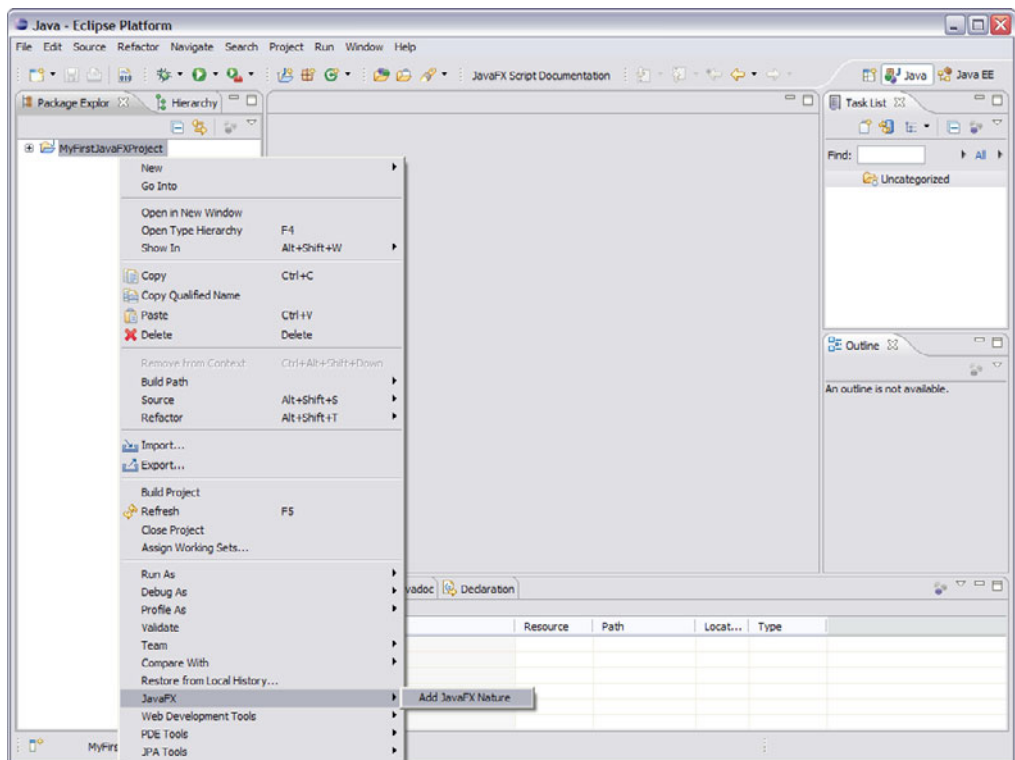 Java - Eclipse Platform
File Edit Source Refactor Navigate Search Project Run Window Help
JavaFX Script Documentation
Java
Java EE
Package Explor
Hierarchy
Task List
MyFirstJavaFXProject
Find:
All
Uncategorized
New
Go Into
Open in New Window
Open Type Hierarchy F4
Show In Alt+Shift+W
Copy Ctrl+C
Copy Qualified Name
Paste Ctrl+V
Delete Delete
Remove from Context Ctrl+Alt+Shift+Down
Build Path
Source Alt+Shift+S
Refactor Alt+Shift+T
Import...
Export...
Build Project
Refresh F5
Close Project
Assign Working Sets...
Run As
Debug As
Profile As
Validate
Team
Compare With
Restore from Local History...
JavaFX
Add JavaFX Nature
Web Development Tools
PDE Tools
JPA Tools
Outline
An outline is not available.
vadoc
Declaration
Resource Path Locat... Type
MyFirs